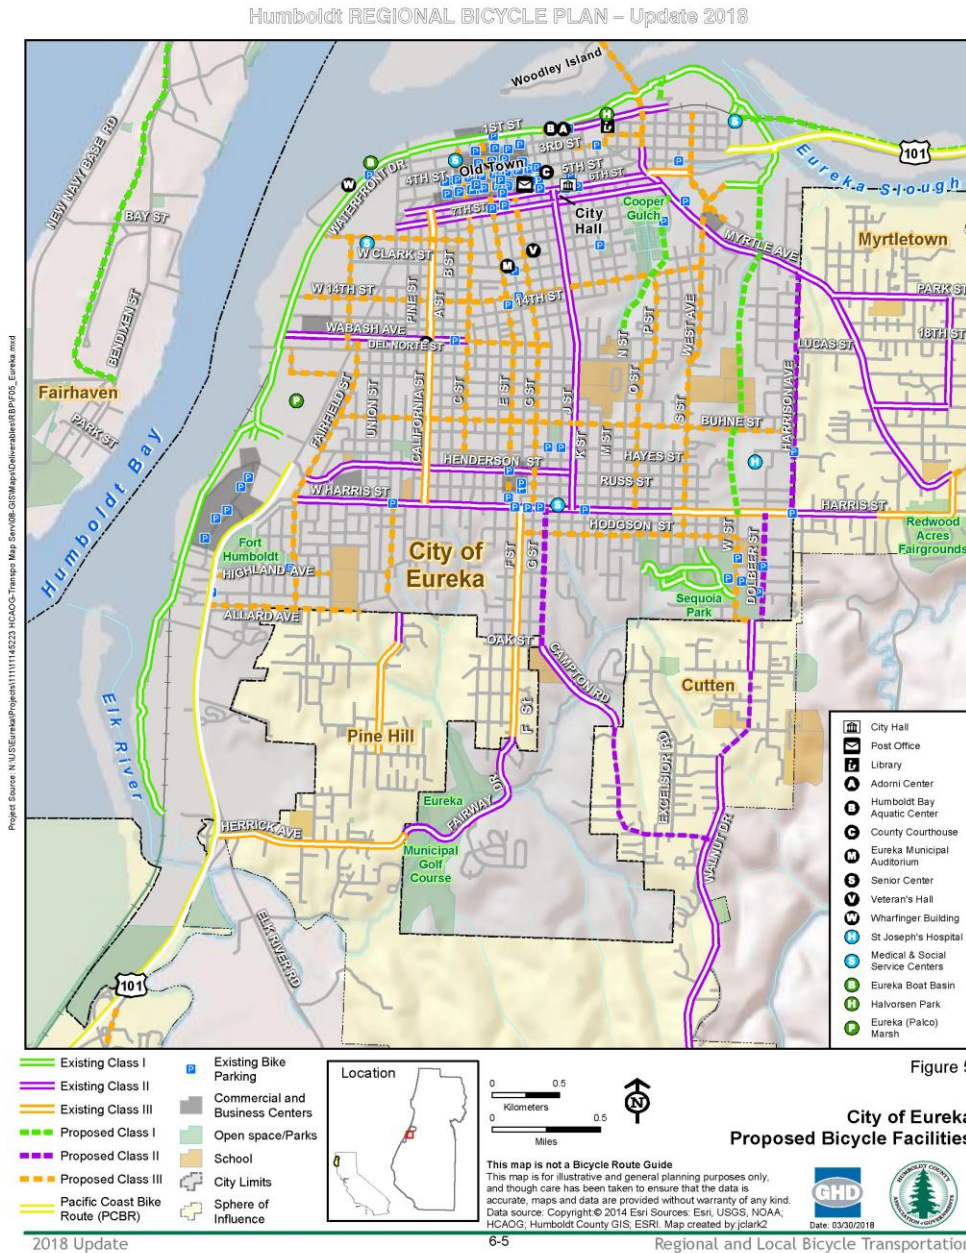 Humboldt REGIONAL BICYCLE PLAN – Update 2018
Woodley Island
NEW NAVY BASE RD
BAY ST
BENDIXEN ST
Fairhaven
PARK ST
Humboldt Bay
Elk River
WATERFRONT DR.
1ST ST
3RD ST
Old Town
4TH ST
5TH ST
6TH ST
7TH ST
City
Hall
Cooper
Gulch
101
Eureka Slough
Myrtletown
MYRTLE AVE
PARK ST
18TH ST
LUCAS ST
W CLARK ST
W 14TH ST
14TH ST
PINE ST
A ST
B ST
WABASH AVE
DEL NORTE ST
FAIRFIELD ST
UNION ST
CALIFORNIA ST
C ST
E ST
G ST
J ST
K ST
M ST
N ST
O ST
P ST
S ST
WEST AVE
HARRISON AVE
BUHNE ST
HENDERSON ST
HAYES ST
RUSS ST
W HARRIS ST
HARRIS ST
HODGSON ST
W ST
DOLBEER ST
Redwood
Acres
Fairgrounds
Fort
Humboldt
HIGHLAND AVE
ALLARD AVE
City of
Eureka
F ST
G ST
Sequoia
Park
OAK ST
CAMPTON RD
Cutten
Pine Hill
F ST
EXCELSIOR RD
WALNUT DR
FAIRWAY DR
HERRICK AVE
Eureka
Municipal
Golf
Course
ELK RIVER RD
101
City Hall
Post Office
Library
A Adorni Center
B Humboldt Bay
Aquatic Center
C County Courthouse
M Eureka Municipal
Auditorium
S Senior Center
V Veteran's Hall
W Wharfinger Building
H St Joseph's Hospital
S Medical & Social
Service Centers
B Eureka Boat Basin
H Halvorsen Park
P Eureka (Palco)
Marsh
Existing Class I
Existing Class II
Existing Class III
Proposed Class I
Proposed Class II
Proposed Class III
Pacific Coast Bike
Route (PCBR)
P Existing Bike
Parking
Commercial and
Business Centers
Open space/Parks
School
City Limits
Sphere of
Influence
Location
0 0.5
Kilometers
0 0.5
Miles
N
Figure 5
City of Eureka
Proposed Bicycle Facilities
This map is not a Bicycle Route Guide
This map is for illustrative and general planning purposes only,
and though care has been taken to ensure that the data is
accurate, maps and data are provided without warranty of any kind.
Data source: Copyright © 2014 Esri Sources: Esri, USGS, NOAA;
HCAOG; Humboldt County GIS; ESRI. Map created by:jclark2
GHD
Date: 03/30/2018
HUMBOLDT COUNTY
ASSOCIATION of GOVERNMENTS
2018 Update
6-5
Regional and Local Bicycle Transportation